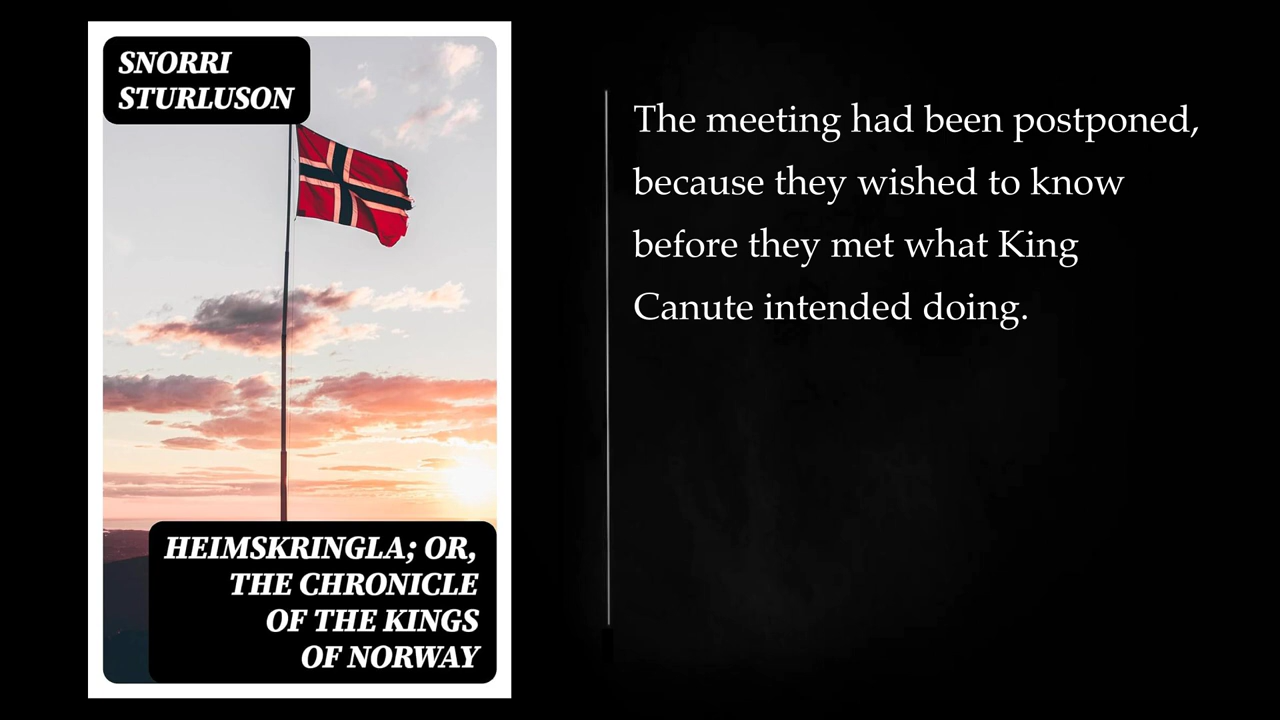 SNORRI
STURLUSON
HEIMSKRINGLA; OR,
THE CHRONICLE
OF THE KINGS
OF NORWAY
The meeting had been postponed,
because they wished to know
before they met what King
Canute intended doing.